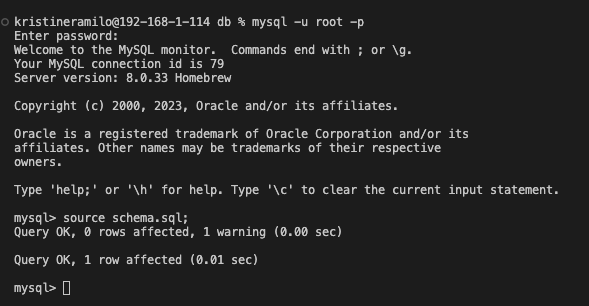 kristineramilo@192-168-1-114 db % mysql -u root -p
Enter password:
Welcome to the MySQL monitor.  Commands end with ; or \g.
Your MySQL connection id is 79
Server version: 8.0.33 Homebrew

Copyright (c) 2000, 2023, Oracle and/or its affiliates.

Oracle is a registered trademark of Oracle Corporation and/or its
affiliates. Other names may be trademarks of their respective
owners.

Type 'help;' or '\h' for help. Type '\c' to clear the current input statement.

mysql> source schema.sql;
Query OK, 0 rows affected, 1 warning (0.00 sec)

Query OK, 1 row affected (0.01 sec)

mysql>